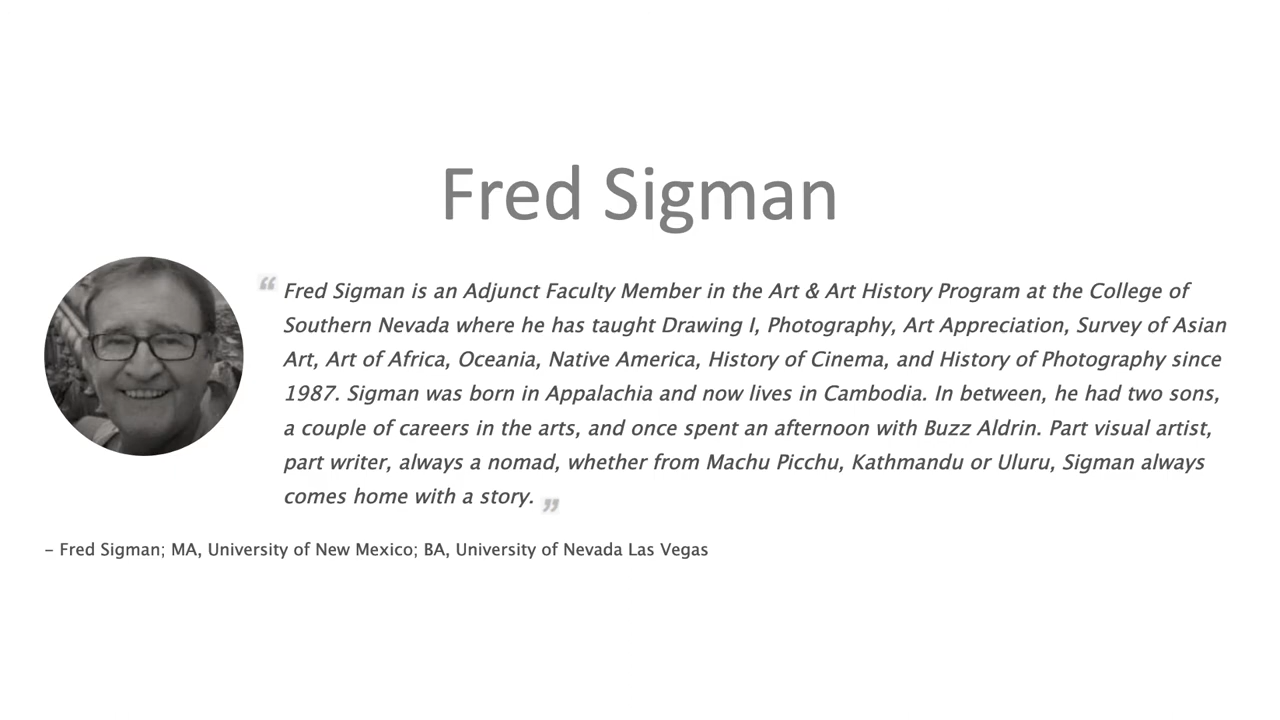 Fred Sigman
“ Fred Sigman is an Adjunct Faculty Member in the Art & Art History Program at the College of
Southern Nevada where he has taught Drawing I, Photography, Art Appreciation, Survey of Asian
Art, Art of Africa, Oceania, Native America, History of Cinema, and History of Photography since
1987. Sigman was born in Appalachia and now lives in Cambodia. In between, he had two sons,
a couple of careers in the arts, and once spent an afternoon with Buzz Aldrin. Part visual artist,
part writer, always a nomad, whether from Machu Picchu, Kathmandu or Uluru, Sigman always
comes home with a story. ”
– Fred Sigman; MA, University of New Mexico; BA, University of Nevada Las Vegas